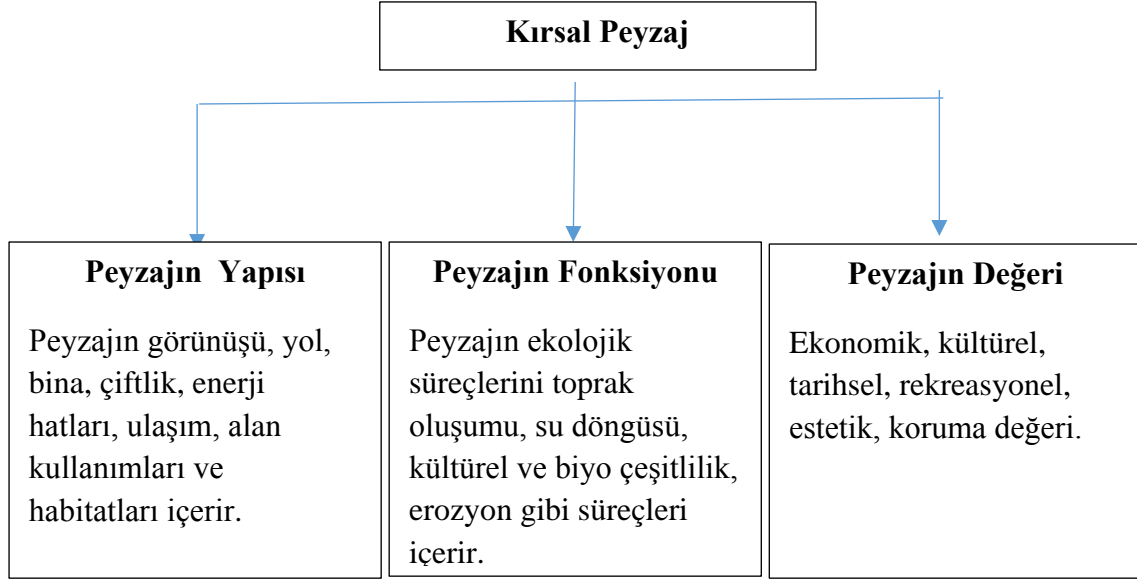 Kırsal Peyzaj
Peyzajın Yapısı
Peyzajın görünüşü, yol,
bina, çiftlik, enerji
hatları, ulaşım, alan
kullanımları ve
habitatları içerir.
Peyzajın Fonksiyonu
Peyzajın ekolojik
süreçlerini toprak
oluşumu, su döngüsü,
kültürel ve biyo çeşitlilik,
erozyon gibi süreçleri
içerir.
Peyzajın Değeri
Ekonomik, kültürel,
tarihsel, rekreasyonel,
estetik, koruma değeri.